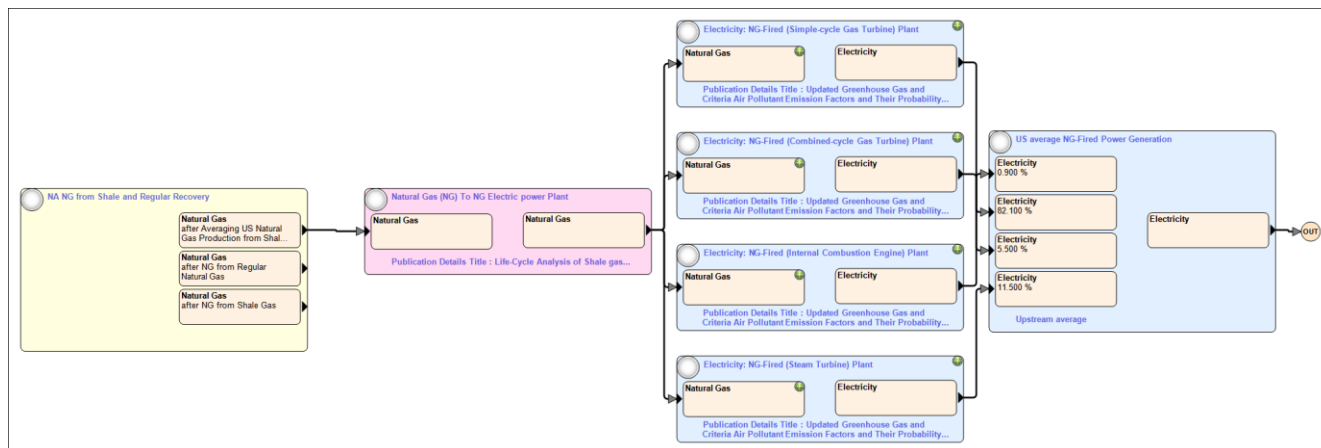 NA NG from Shale and Regular Recovery
Natural Gas
after Averaging US Natural
Gas Production from Shal...
Natural Gas
after NG from Regular
Natural Gas
Natural Gas
after NG from Shale Gas
Natural Gas (NG) To NG Electric power Plant
Natural Gas
Natural Gas
Publication Details Title : Life-Cycle Analysis of Shale gas...
Electricity: NG-Fired (Simple-cycle Gas Turbine) Plant
Natural Gas
Electricity
Publication Details Title : Updated Greenhouse Gas and
Criteria Air Pollutant Emission Factors and Their Probability...
Electricity: NG-Fired (Combined-cycle Gas Turbine) Plant
Natural Gas
Electricity
Publication Details Title : Updated Greenhouse Gas and
Criteria Air Pollutant Emission Factors and Their Probability...
Electricity: NG-Fired (Internal Combustion Engine) Plant
Natural Gas
Electricity
Publication Details Title : Updated Greenhouse Gas and
Criteria Air Pollutant Emission Factors and Their Probability...
Electricity: NG-Fired (Steam Turbine) Plant
Natural Gas
Electricity
Publication Details Title : Updated Greenhouse Gas and
Criteria Air Pollutant Emission Factors and Their Probability...
US average NG-Fired Power Generation
Electricity
0.900 %
Electricity
82.100 %
Electricity
5.500 %
Electricity
11.500 %
Electricity
Upstream average
OUT